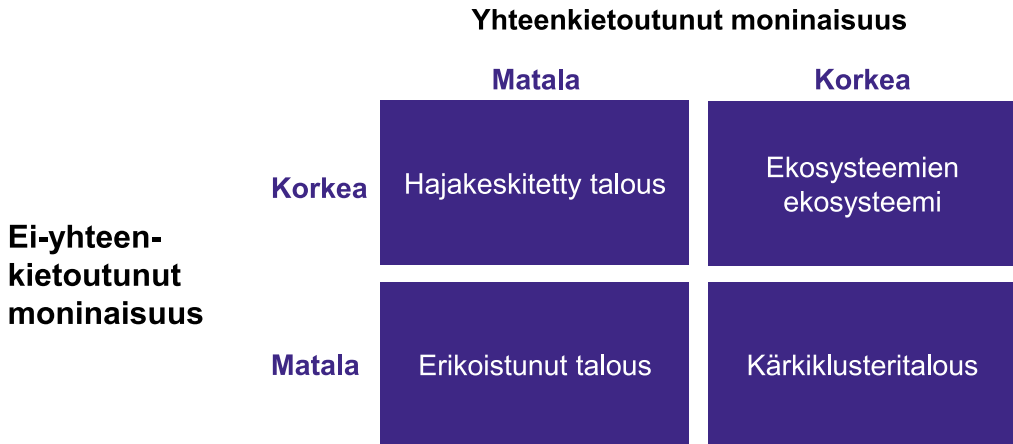 Yhteenkietoutunut moninaisuus
Matala
Korkea
Korkea
Hajakeskitetty talous
Ekosysteemien
ekosysteemi
Ei-yhteen-
kietoutunut
moninaisuus
Matala
Erikoistunut talous
Kärkiklusteritalous